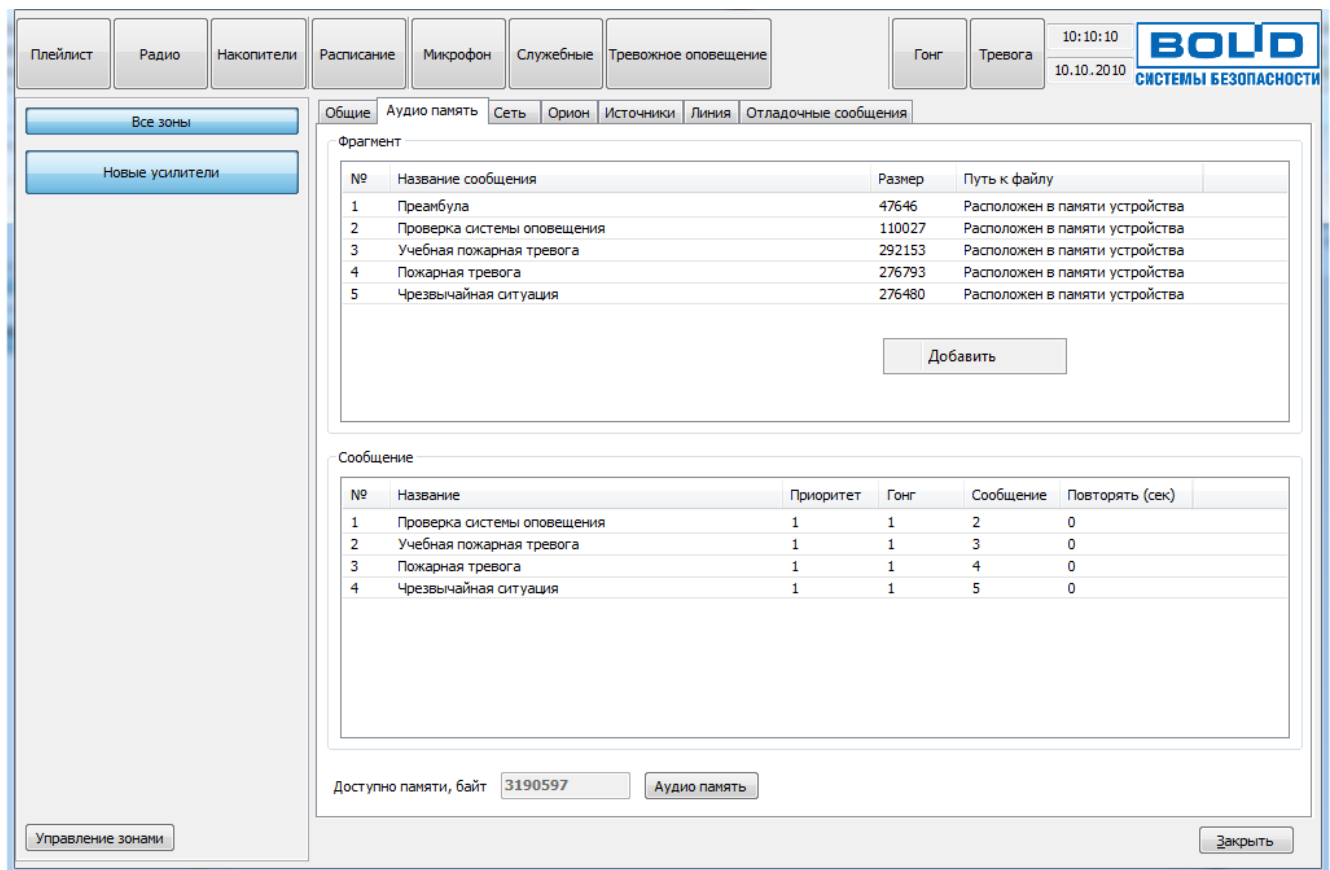 Плейлист Радио Накопители Расписание Микрофон Служебные Тревожное оповещение Гонг Тревога 10:10:10
10.10.2010
BOLID
СИСТЕМЫ БЕЗОПАСНОСТИ
Все зоны
Новые усилители
Управление зонами
Общие Аудио память Сеть Орион Источники Линия Отладочные сообщения
Фрагмент
№ Название сообщения Размер Путь к файлу
1 Преамбула 47646 Расположен в памяти устройства
2 Проверка системы оповещения 110027 Расположен в памяти устройства
3 Учебная пожарная тревога 292153 Расположен в памяти устройства
4 Пожарная тревога 276793 Расположен в памяти устройства
5 Чрезвычайная ситуация 276480 Расположен в памяти устройства
Добавить
Сообщение
№ Название Приоритет Гонг Сообщение Повторять (сек)
1 Проверка системы оповещения 1 1 2 0
2 Учебная пожарная тревога 1 1 3 0
3 Пожарная тревога 1 1 4 0
4 Чрезвычайная ситуация 1 1 5 0
Доступно памяти, байт 3190597 Аудио память
Закрыть